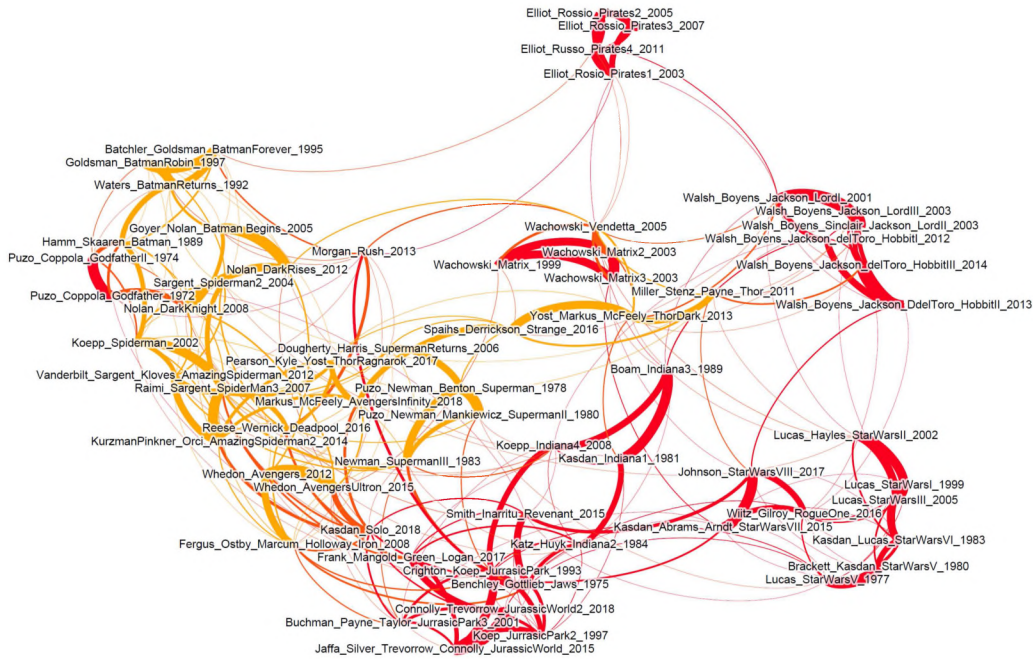 Elliot_Rossio_Pirates2_2005
Elliot_Rossio_Pirates3_2007
Elliot_Russo_Pirates4_2011
Elliot_Rosio_Pirates1_2003
Batchler_Goldsman_BatmanForever_1995
Goldsman_BatmanRobin_1997
Waters_BatmanReturns_1992
Walsh_Boyens_Jackson_LordI_2001
Walsh_Boyens_Jackson_LordIII_2003
Walsh_Boyens_Sinclair_Jackson_LordII_2003
Walsh_Boyens_Jackson_delToro_HobbitI_2012
Goyer_Nolan_Batman Begins_2005
Wachowski_Vendetta_2005
Hamm_Skaaren_Batman_1989
Morgan_Rush_2013
Wachowski_Matrix2_2003
Puzo_Coppola_GodfatherII_1974
Wachowski_Matrix_1999
Walsh_Boyens_Jackson_delToro_HobbitIII_2014
Nolan_DarkRises_2012
Wachowski_Matrix3_2003
Sargent_Spiderman2_2004
Miller_Stenz_Payne_Thor_2011
Puzo_Coppola_Godfather_1972
Walsh_Boyens_Jackson_DdelToro_HobbitII_2013
Nolan_DarkKnight_2008
Yost_Markus_McFeely_ThorDark_2013
Spaihs_Derrickson_Strange_2016
Koepp_Spiderman_2002
Dougherty_Harris_SupermanReturns_2006
Pearson_Kyle_Yost_ThorRagnarok_2017
Boam_Indiana3_1989
Vanderbilt_Sargent_Kloves_AmazingSpiderman_2012
Raimi_Sargent_SpiderMan3_2007
Puzo_Newman_Benton_Superman_1978
Markus_McFeely_AvengersInfinity_2018
Puzo_Newman_Mankiewicz_SupermanII_1980
Reese_Wernick_Deadpool_2016
KurzmanPinkner_Orci_AmazingSpiderman2_2014
Lucas_Hayles_StarWarsII_2002
Koepp_Indiana4_2008
Kasdan_Indiana1_1981
Newman_SupermanIII_1983
Whedon_Avengers_2012
Johnson_StarWarsVIII_2017
Whedon_AvengersUltron_2015
Lucas_StarWarsI_1999
Lucas_StarWarsIII_2005
Smith_Inarritu_Revenant_2015
Wiitz_Gilroy_RogueOne_2016
Kasdan_Solo_2018
Kasdan_Abrams_Arndt_StarWarsVII_2015
Kasdan_Lucas_StarWarsVI_1983
Fergus_Ostby_Marcum_Holloway_Iron_2008
Katz_Huyk_Indiana2_1984
Frank_Mangold_Green_Logan_2017
Crighton_Koep_JurrasicPark_1993
Brackett_Kasdan_StarWarsV_1980
Benchley_Gottlieb_Jaws_1975
Lucas_StarWarsV_1977
Connolly_Trevorrow_JurassicWorld2_2018
Buchman_Payne_Taylor_JurrasicPark3_2001
Koep_JurrasicPark2_1997
Jaffa_Silver_Trevorrow_Connolly_JurassicWorld_2015